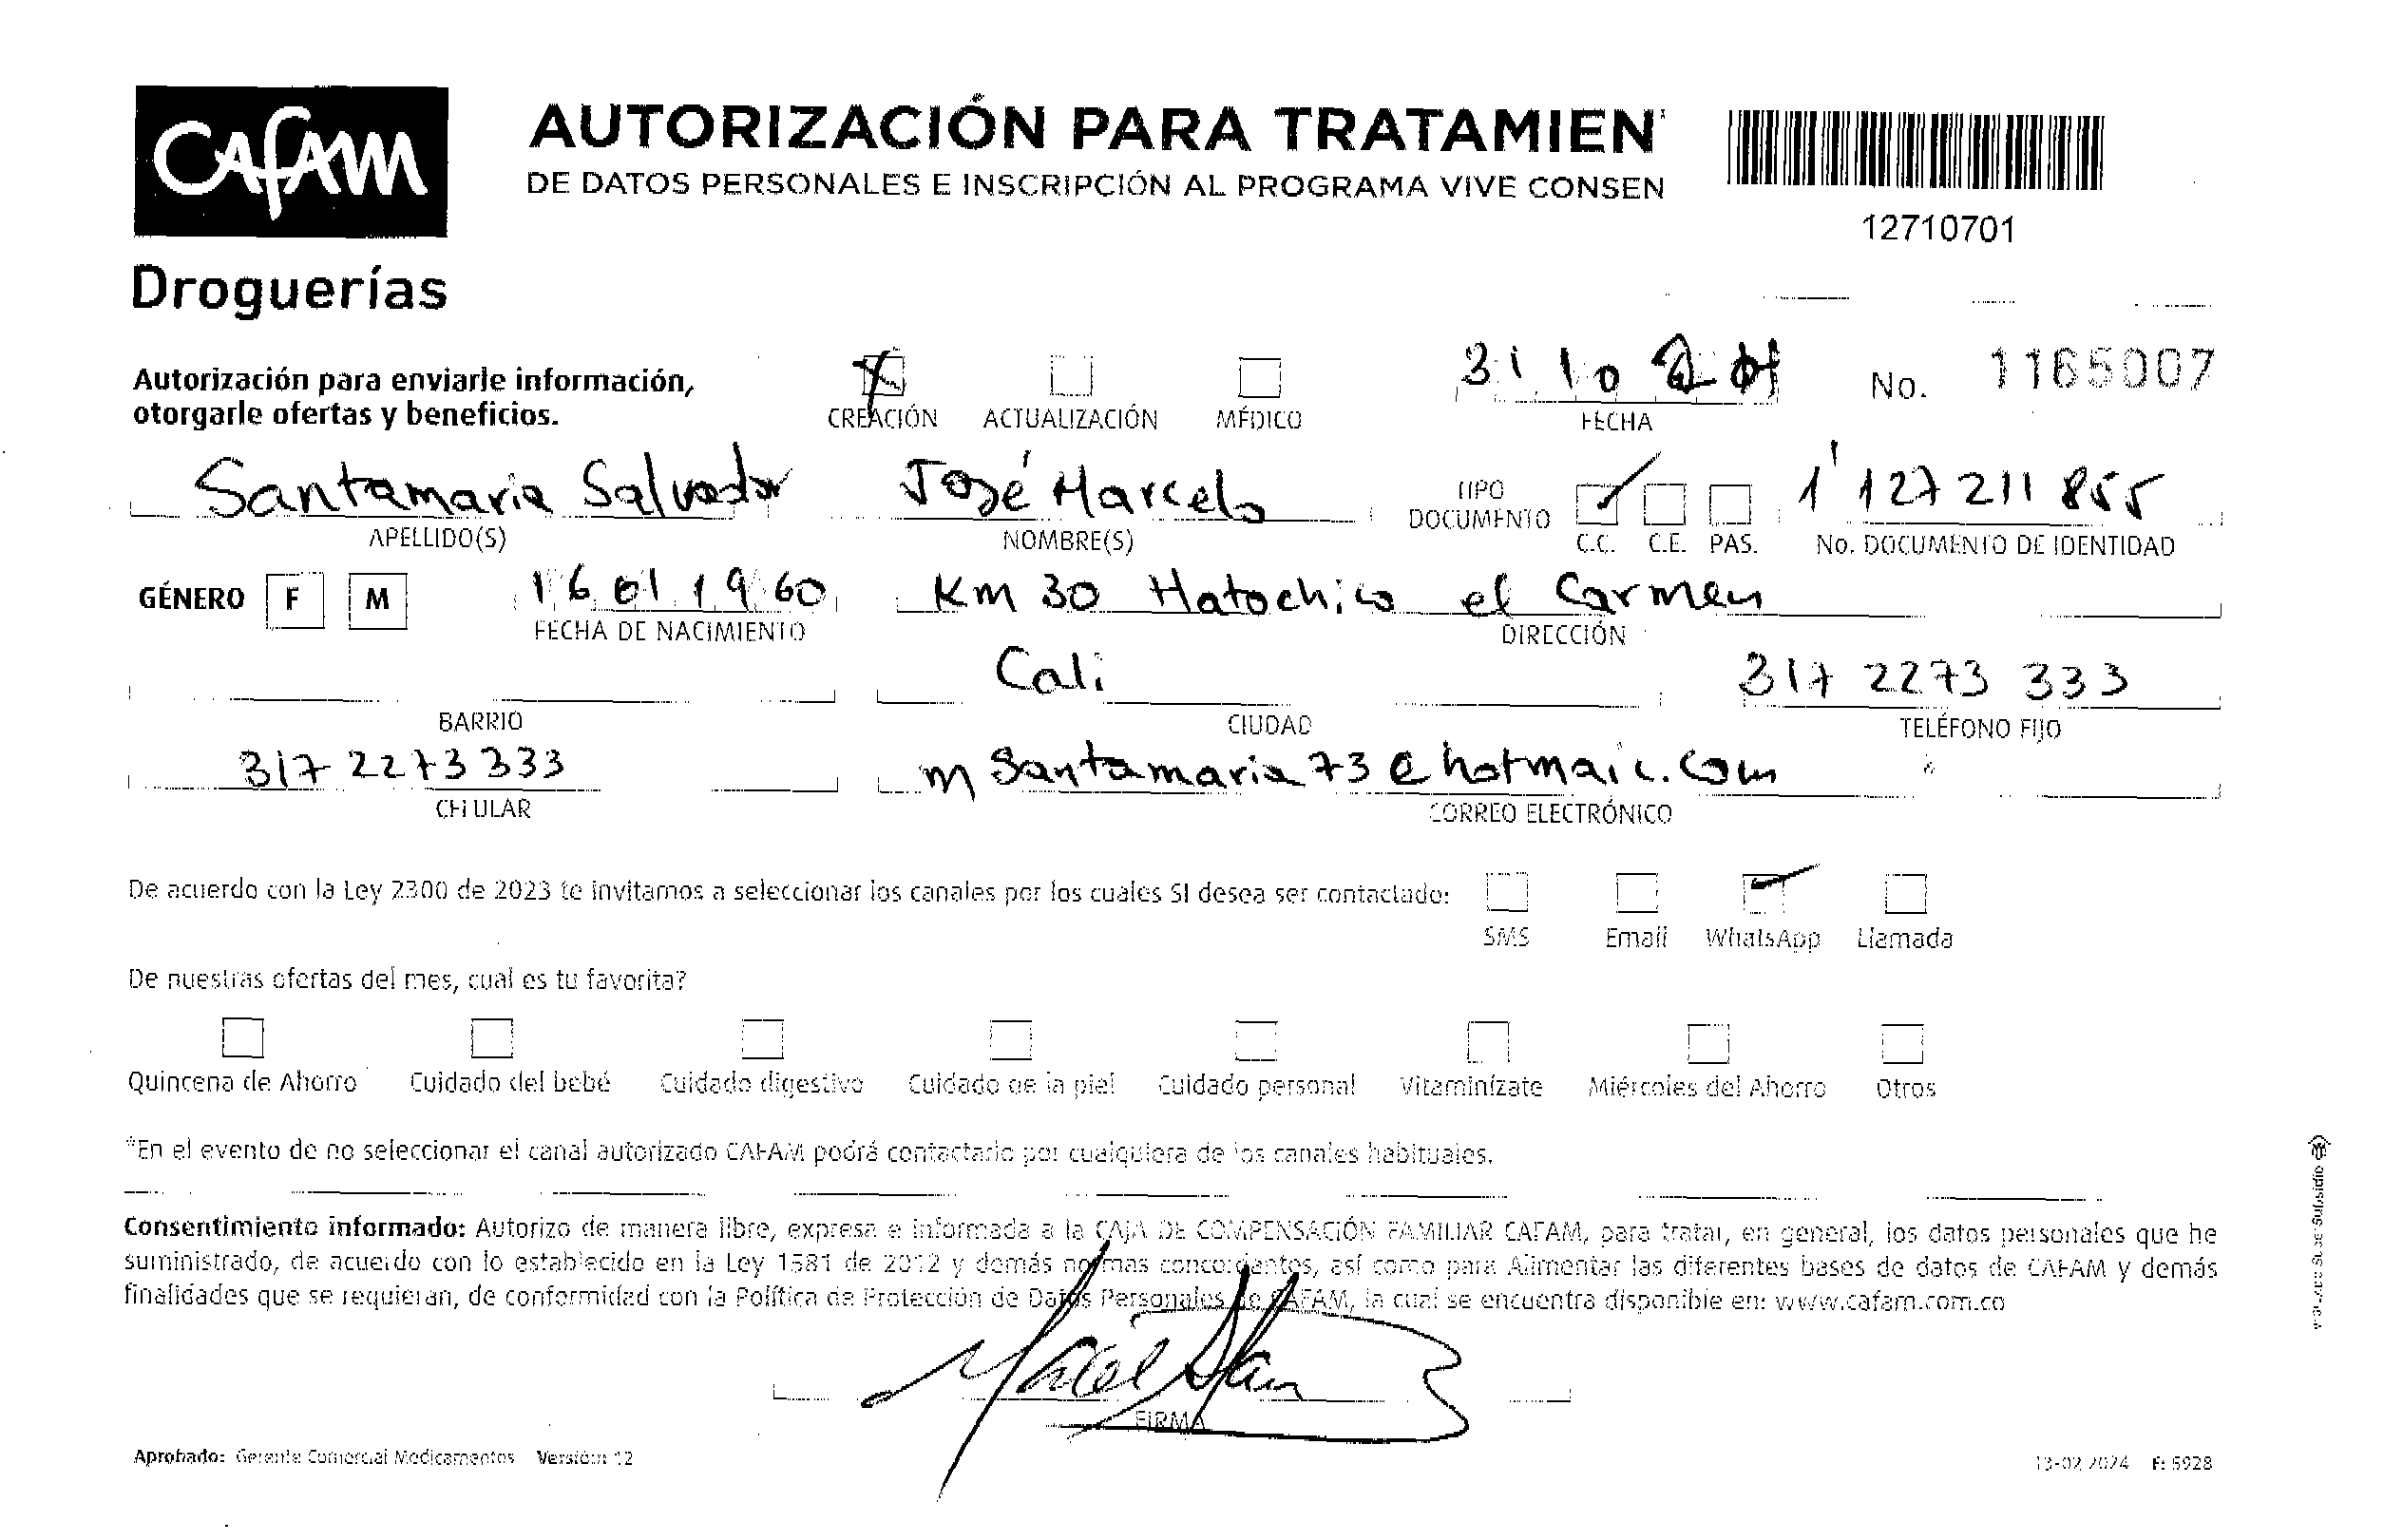 CAFAM
Droguerías
AUTORIZACIÓN PARA TRATAMIEN
DE DATOS PERSONALES E INSCRIPCIÓN AL PROGRAMA VIVE CONSEN
12710701
Autorización para enviarle información,
otorgarle ofertas y beneficios.
CREACIÓN ACTUALIZACIÓN MÉDICO
31 10
FECHA
No. 1165007
Santamaria Salvador José Marcelo 1'127211855
APELLIDO(S) NOMBRE(S) TIPO DOCUMENTO C.C. C.E. PAS. No. DOCUMENTO DE IDENTIDAD
GÉNERO F M 16 01 1960 Km 30 Hatochico el Carmen
FECHA DE NACIMIENTO DIRECCIÓN
Cali 317 2273 333
BARRIO CIUDAD TELÉFONO FIJO
317 2273 333 msantamaria73@hotmail.com
CELULAR CORREO ELECTRÓNICO
De acuerdo con la Ley 2300 de 2023 te invitamos a seleccionar los canales por los cuales SI desea ser contactado:
SMS Email WhatsApp Llamada
De nuestras ofertas del mes, cual es tu favorita?
Quincena de Ahorro Cuidado del bebé Cuidado digestivo Cuidado de la piel Cuidado personal Vitaminízate Miércoles del Ahorro Otros
*En el evento de no seleccionar el canal autorizado CAFAM podrá contactarlo por cualquiera de los canales habituales.
Consentimiento informado: Autorizo de manera libre, expresa e informada a la CAJA DE COMPENSACIÓN FAMILIAR CAFAM, para tratar, en general, los datos personales que he
suministrado, de acuerdo con lo establecido en la Ley 1581 de 2012 y demás normas concordantes, así como para Alimentar las diferentes bases de datos de CAFAM y demás
finalidades que se requieran, de conformidad con la Política de Protección de Datos Personales de CAFAM, la cual se encuentra disponible en: www.cafam.com.co
FIRMA
Aprobado: Gerente Comercial Medicamentos Versión: 12
13-02 2024 F: 5928